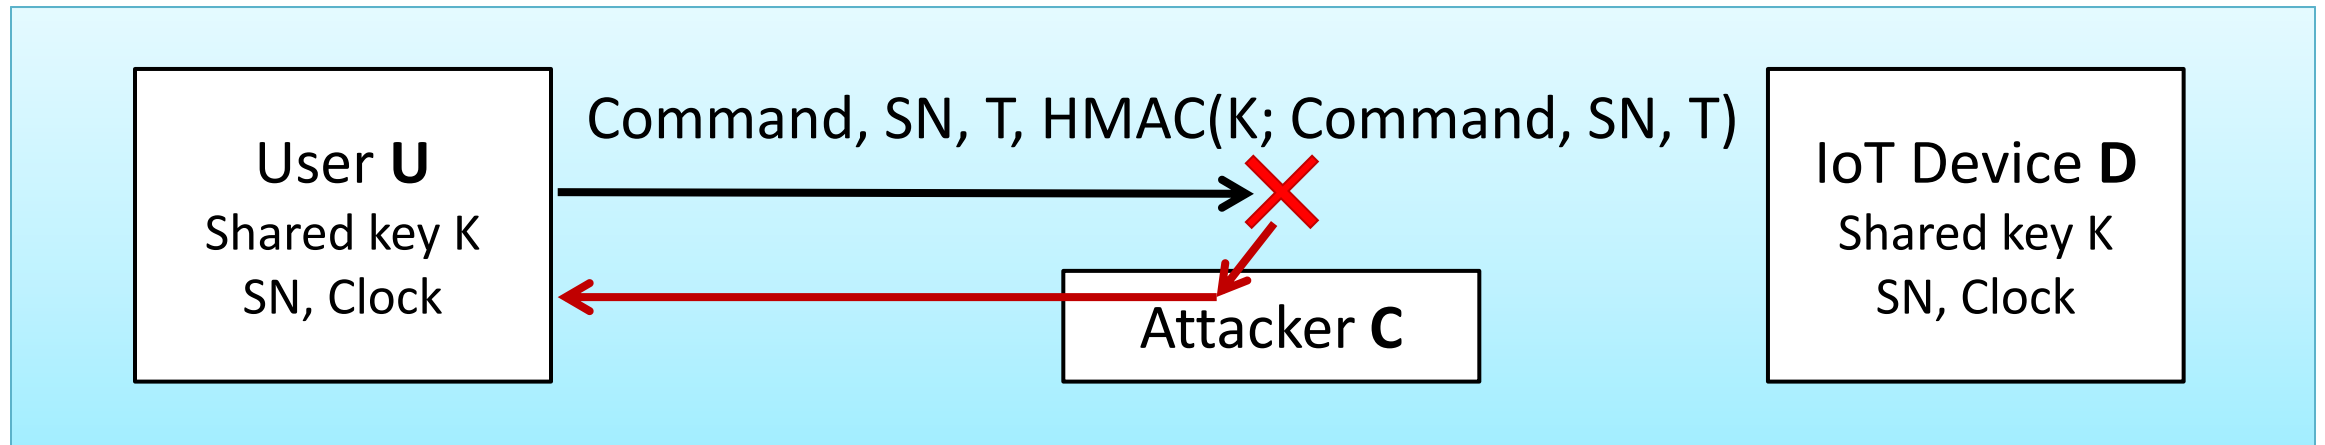 Command, SN, T, HMAC(K; Command, SN, T)
User U
Shared key K
SN, Clock
Attacker C
IoT Device D
Shared key K
SN, Clock